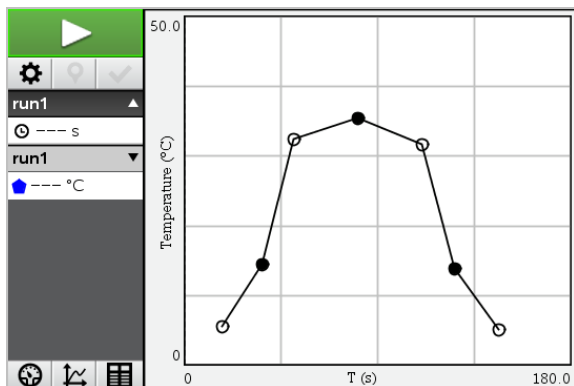 run1
--- s
run1
--- °C
50.0
Temperature (°C)
0
0
T (s)
180.0